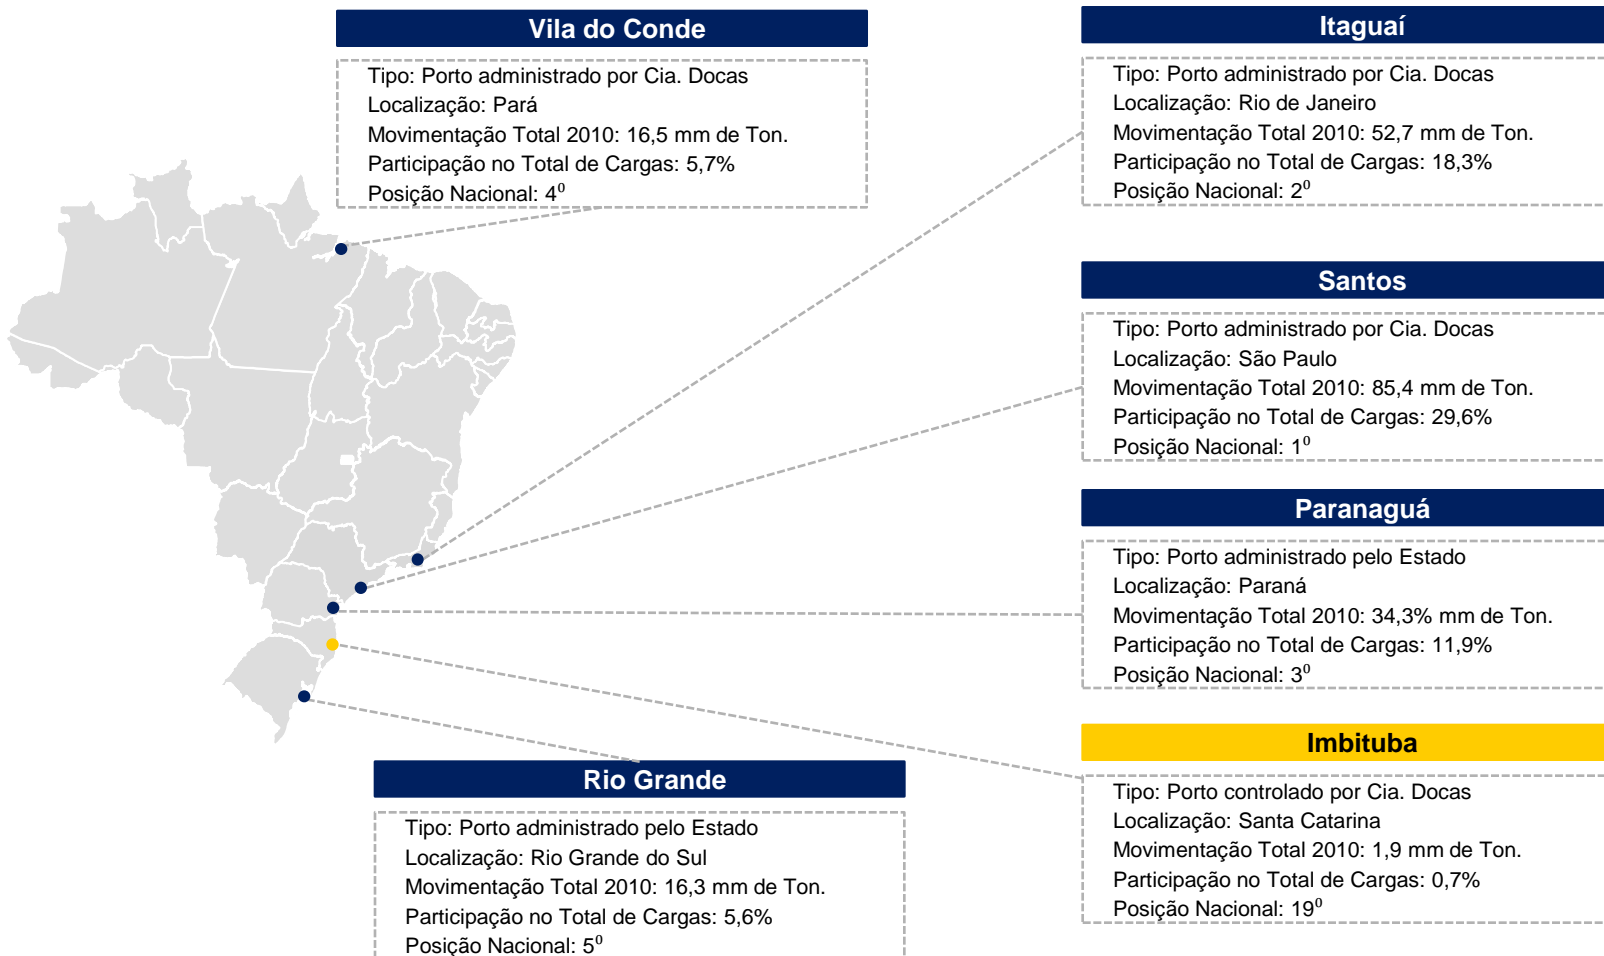 Vila do Conde
Tipo: Porto administrado por Cia. Docas
Localização: Pará
Movimentação Total 2010: 16,5 mm de Ton.
Participação no Total de Cargas: 5,7%
Posição Nacional: 4⁰
Itaguaí
Tipo: Porto administrado por Cia. Docas
Localização: Rio de Janeiro
Movimentação Total 2010: 52,7 mm de Ton.
Participação no Total de Cargas: 18,3%
Posição Nacional: 2⁰
Santos
Tipo: Porto administrado por Cia. Docas
Localização: São Paulo
Movimentação Total 2010: 85,4 mm de Ton.
Participação no Total de Cargas: 29,6%
Posição Nacional: 1⁰
Paranaguá
Tipo: Porto administrado pelo Estado
Localização: Paraná
Movimentação Total 2010: 34,3% mm de Ton.
Participação no Total de Cargas: 11,9%
Posição Nacional: 3⁰
Imbituba
Tipo: Porto controlado por Cia. Docas
Localização: Santa Catarina
Movimentação Total 2010: 1,9 mm de Ton.
Participação no Total de Cargas: 0,7%
Posição Nacional: 19⁰
Rio Grande
Tipo: Porto administrado pelo Estado
Localização: Rio Grande do Sul
Movimentação Total 2010: 16,3 mm de Ton.
Participação no Total de Cargas: 5,6%
Posição Nacional: 5⁰